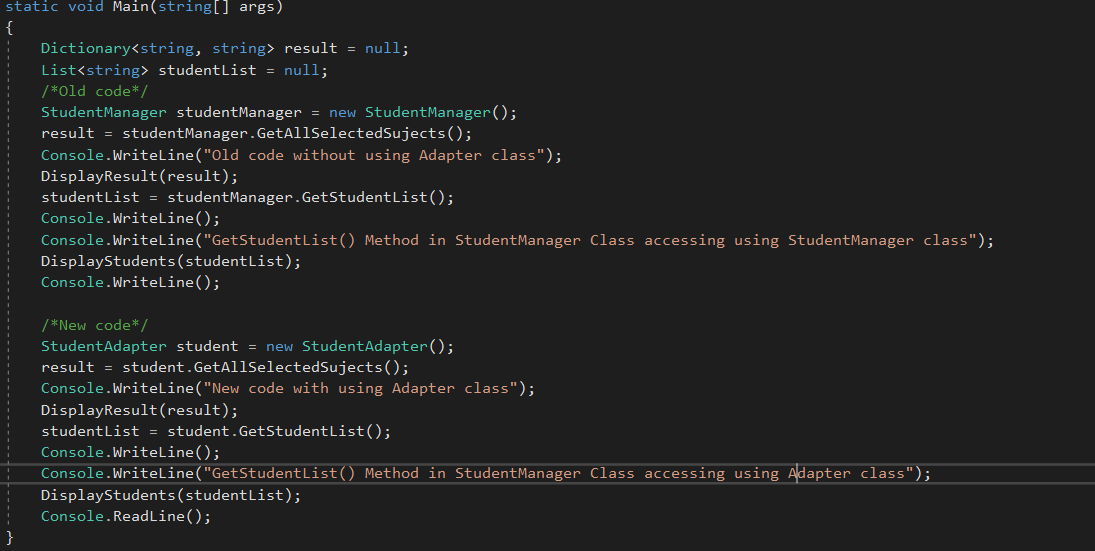 static void Main(string[] args)
{
Dictionary<string, string> result = null;
List<string> studentList = null;
/*Old code*/
StudentManager studentManager = new StudentManager();
result = studentManager.GetAllSelectedSujects();
Console.WriteLine("Old code without using Adapter class");
DisplayResult(result);
studentList = studentManager.GetStudentList();
Console.WriteLine();
Console.WriteLine("GetStudentList() Method in StudentManager Class accessing using StudentManager class");
DisplayStudents(studentList);
Console.WriteLine();
/*New code*/
StudentAdapter student = new StudentAdapter();
result = student.GetAllSelectedSujects();
Console.WriteLine("New code with using Adapter class");
DisplayResult(result);
studentList = student.GetStudentList();
Console.WriteLine();
Console.WriteLine("GetStudentList() Method in StudentManager Class accessing using Adapter class");
DisplayStudents(studentList);
Console.ReadLine();
}